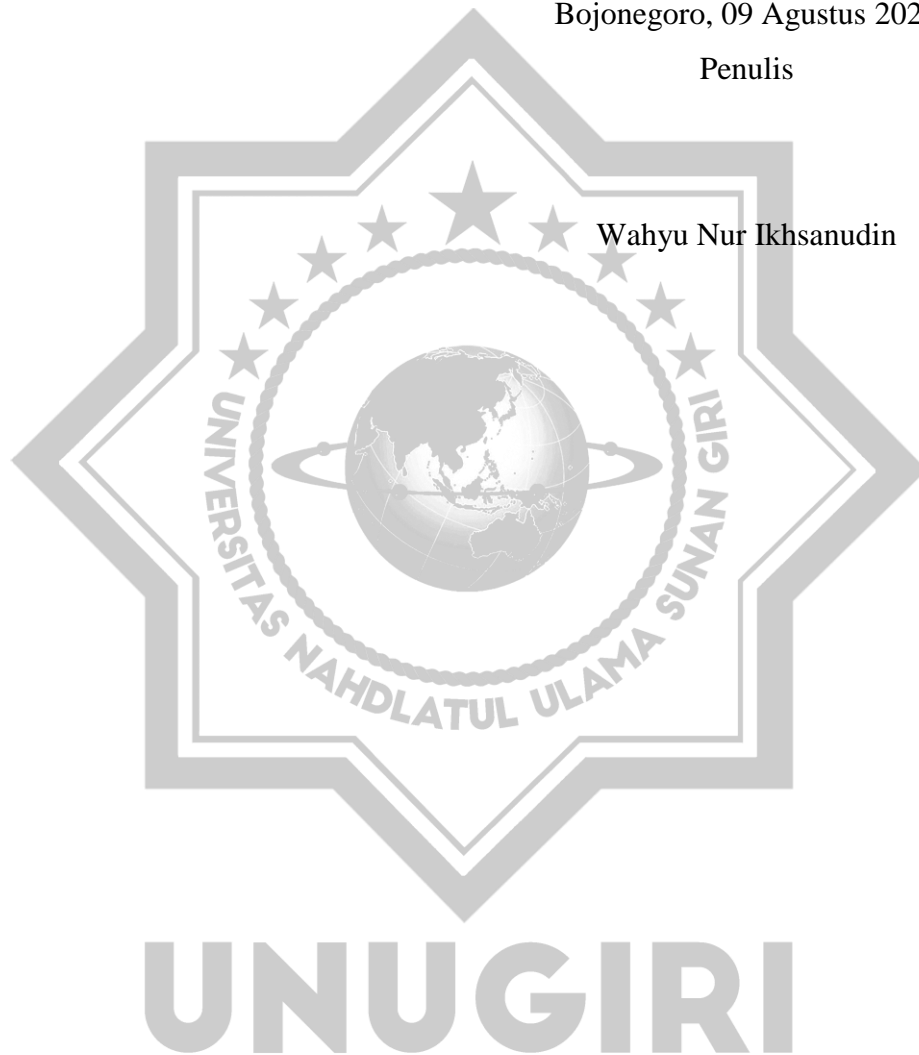 Bojonegoro, 09 Agustus 202
Penulis
Wahyu Nur Ikhsanudin
UNIVERSITAS NAHDLATUL ULAMA SUNAN GIRI
UNUGIRI